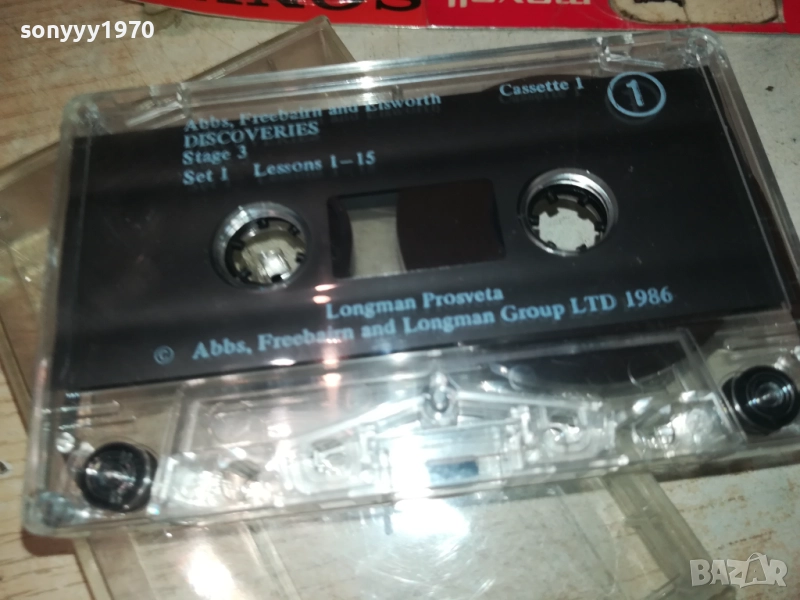 sonyyy1970
Abbs, Freebairn and Elsworth
DISCOVERIES
Stage 3
Set 1 Lessons 1-15
Cassette 1
1
Longman Prosveta
© Abbs, Freebairn and Longman Group LTD 1986
BAZAR